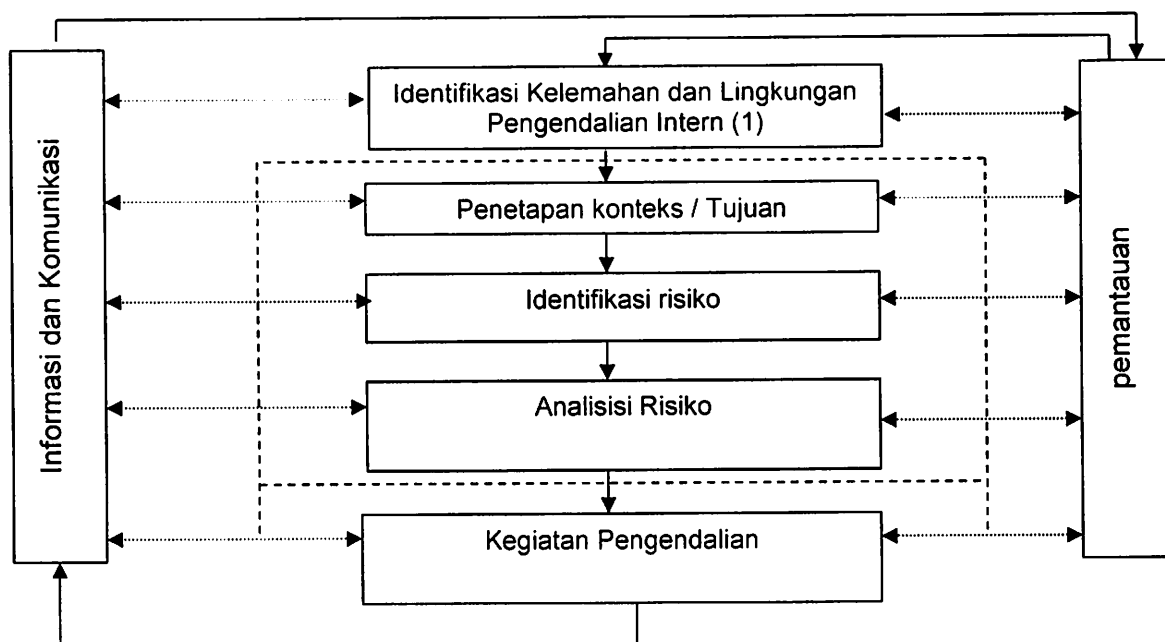 Informasi dan Komunikasi
Identifikasi Kelemahan dan Lingkungan
Pengendalian Intern (1)
Penetapan konteks / Tujuan
Identifikasi risiko
Analisisi Risiko
Kegiatan Pengendalian
pemantauan